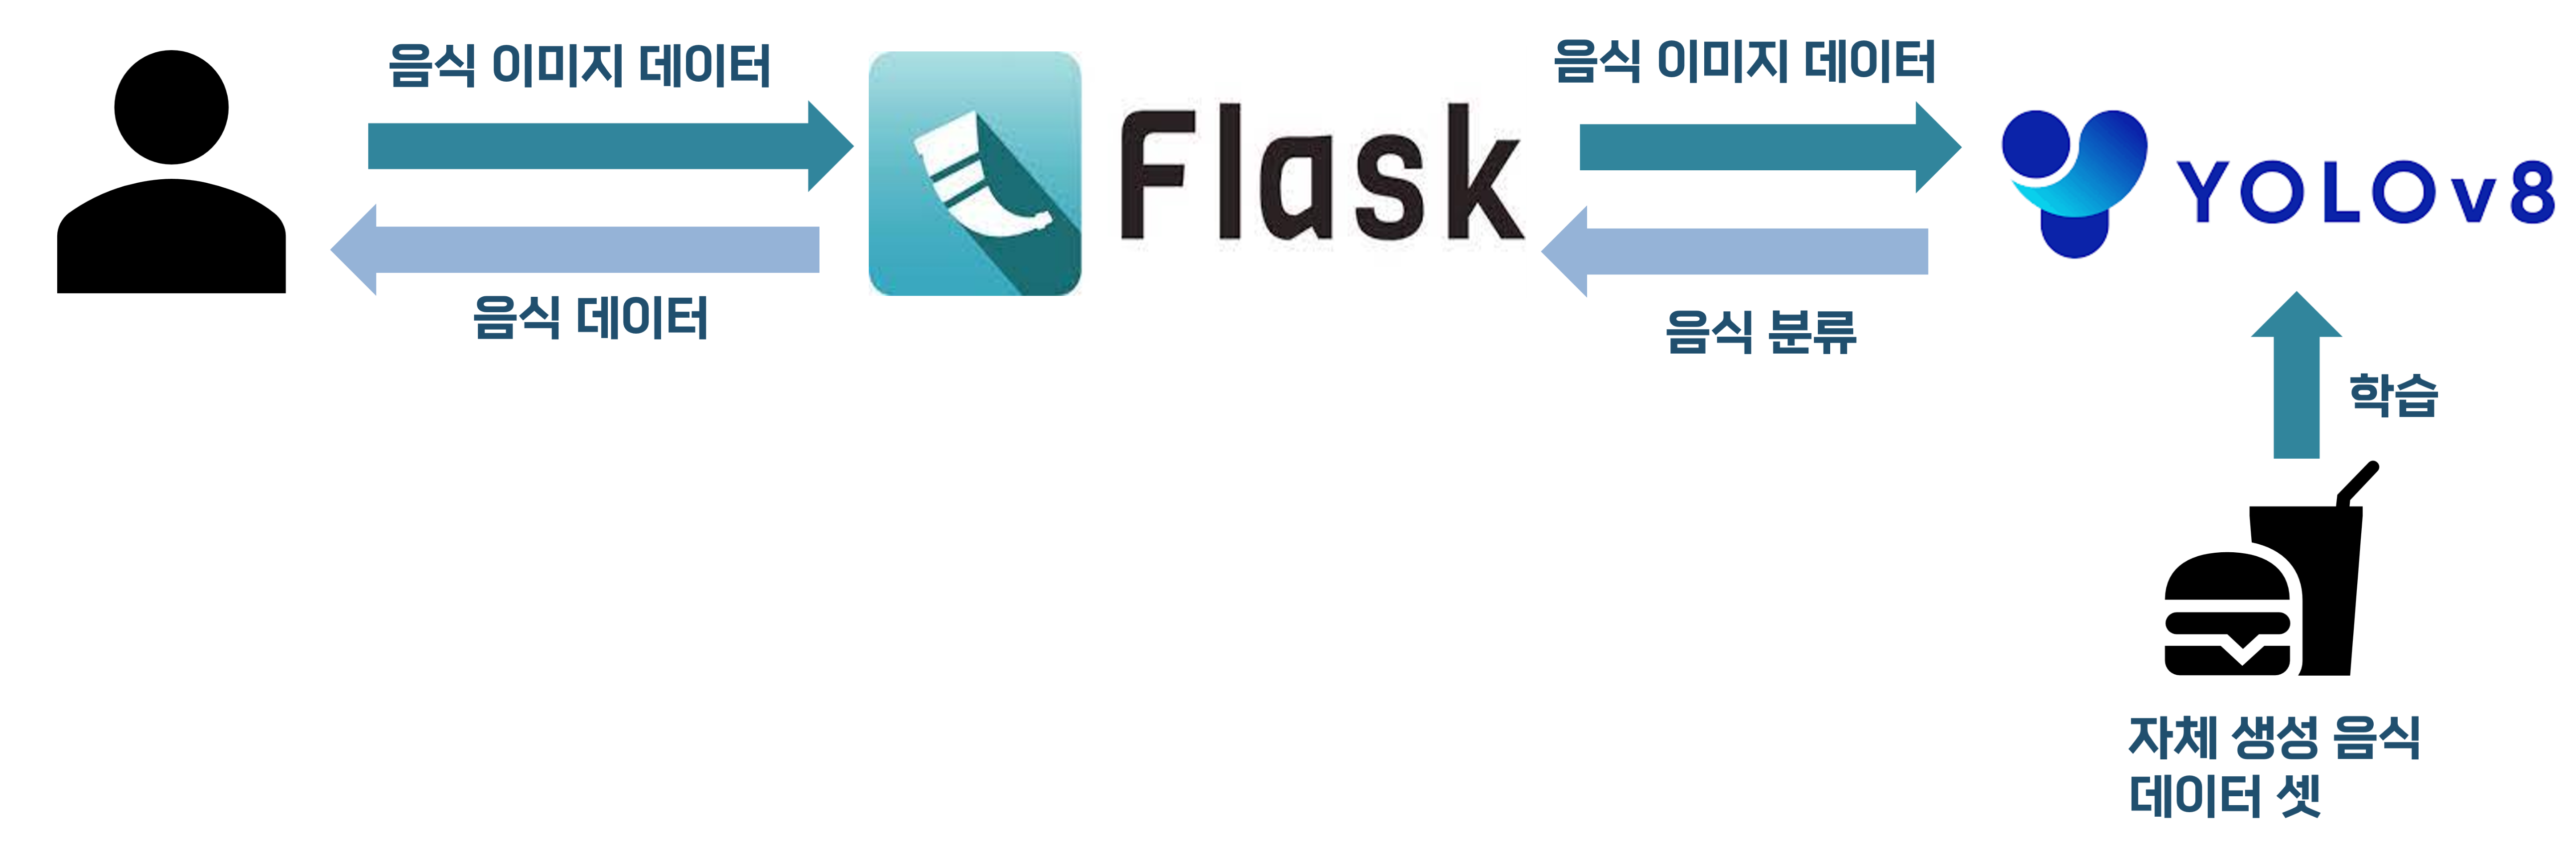 음식 이미지 데이터
음식 이미지 데이터
Flask
YOLOv8
음식 데이터
음식 분류
학습
자체 생성 음식
데이터 셋